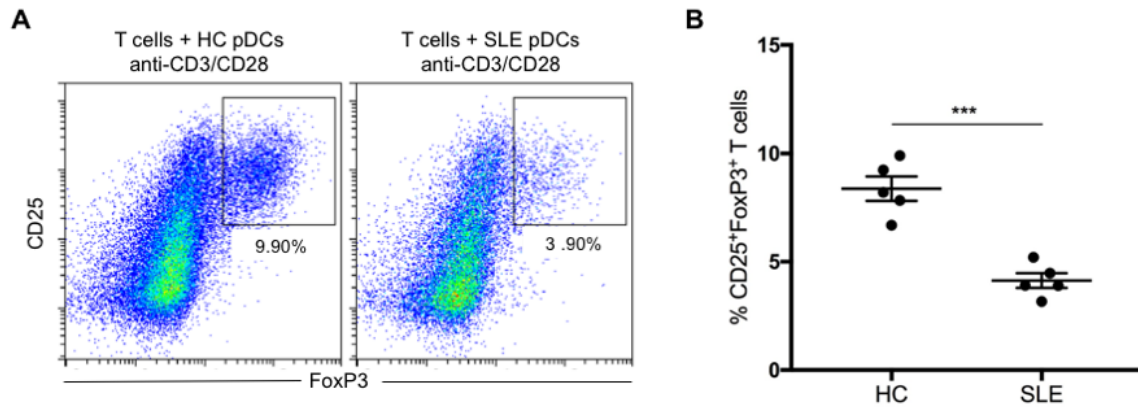 A
T cells + HC pDCs
anti-CD3/CD28
T cells + SLE pDCs
anti-CD3/CD28
CD25
9.90%
3 .90%
FoxP3
B
% CD25⁺FoxP3⁺ T cells
15
10
5
0
***
HC
SLE